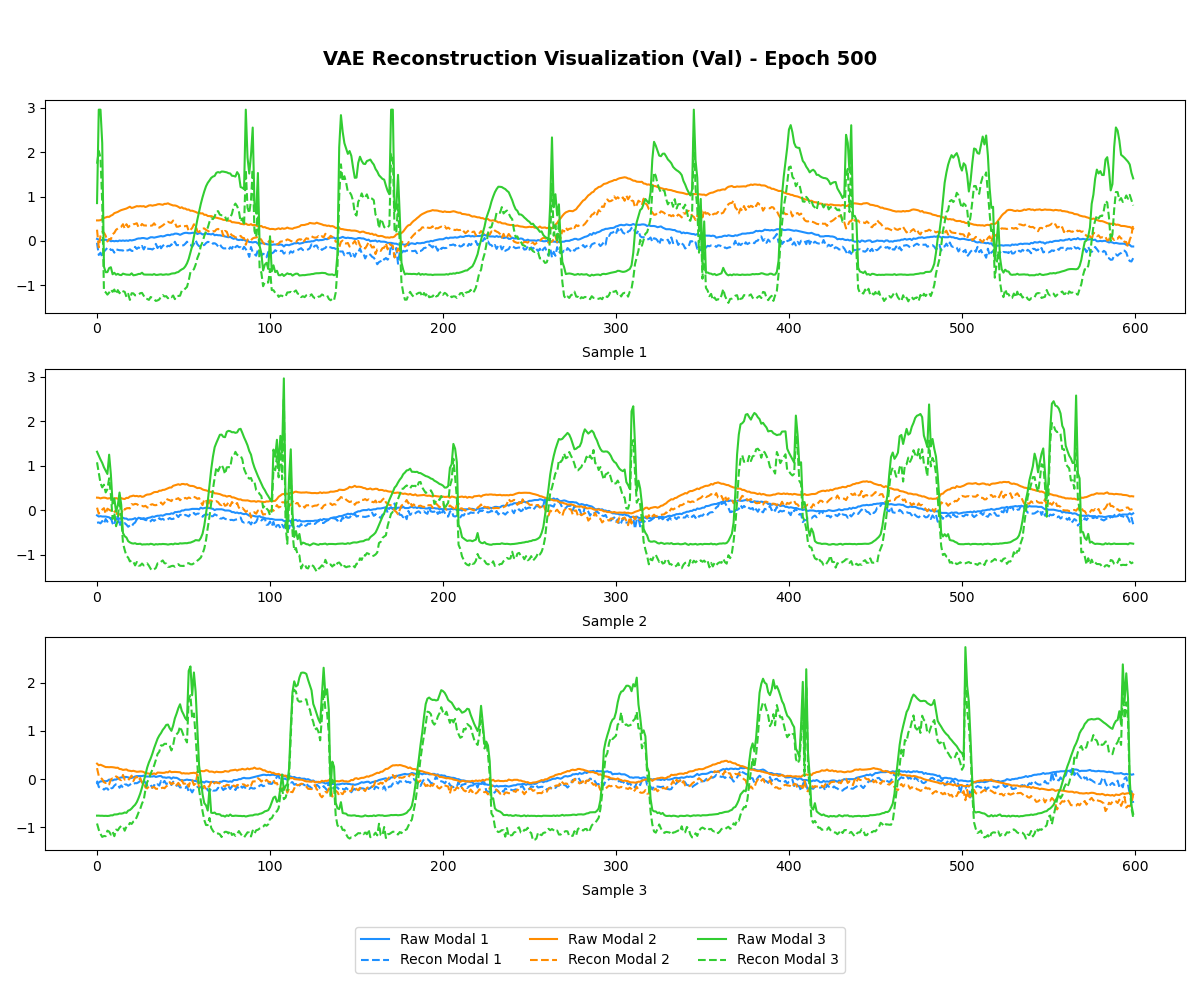 VAE Reconstruction Visualization (Val) - Epoch 500
3
2
1
0
−1
0 100 200 300 400 500 600
Sample 1
3
2
1
0
−1
0 100 200 300 400 500 600
Sample 2
2
1
0
−1
0 100 200 300 400 500 600
Sample 3
Raw Modal 1 Raw Modal 2 Raw Modal 3
Recon Modal 1 Recon Modal 2 Recon Modal 3